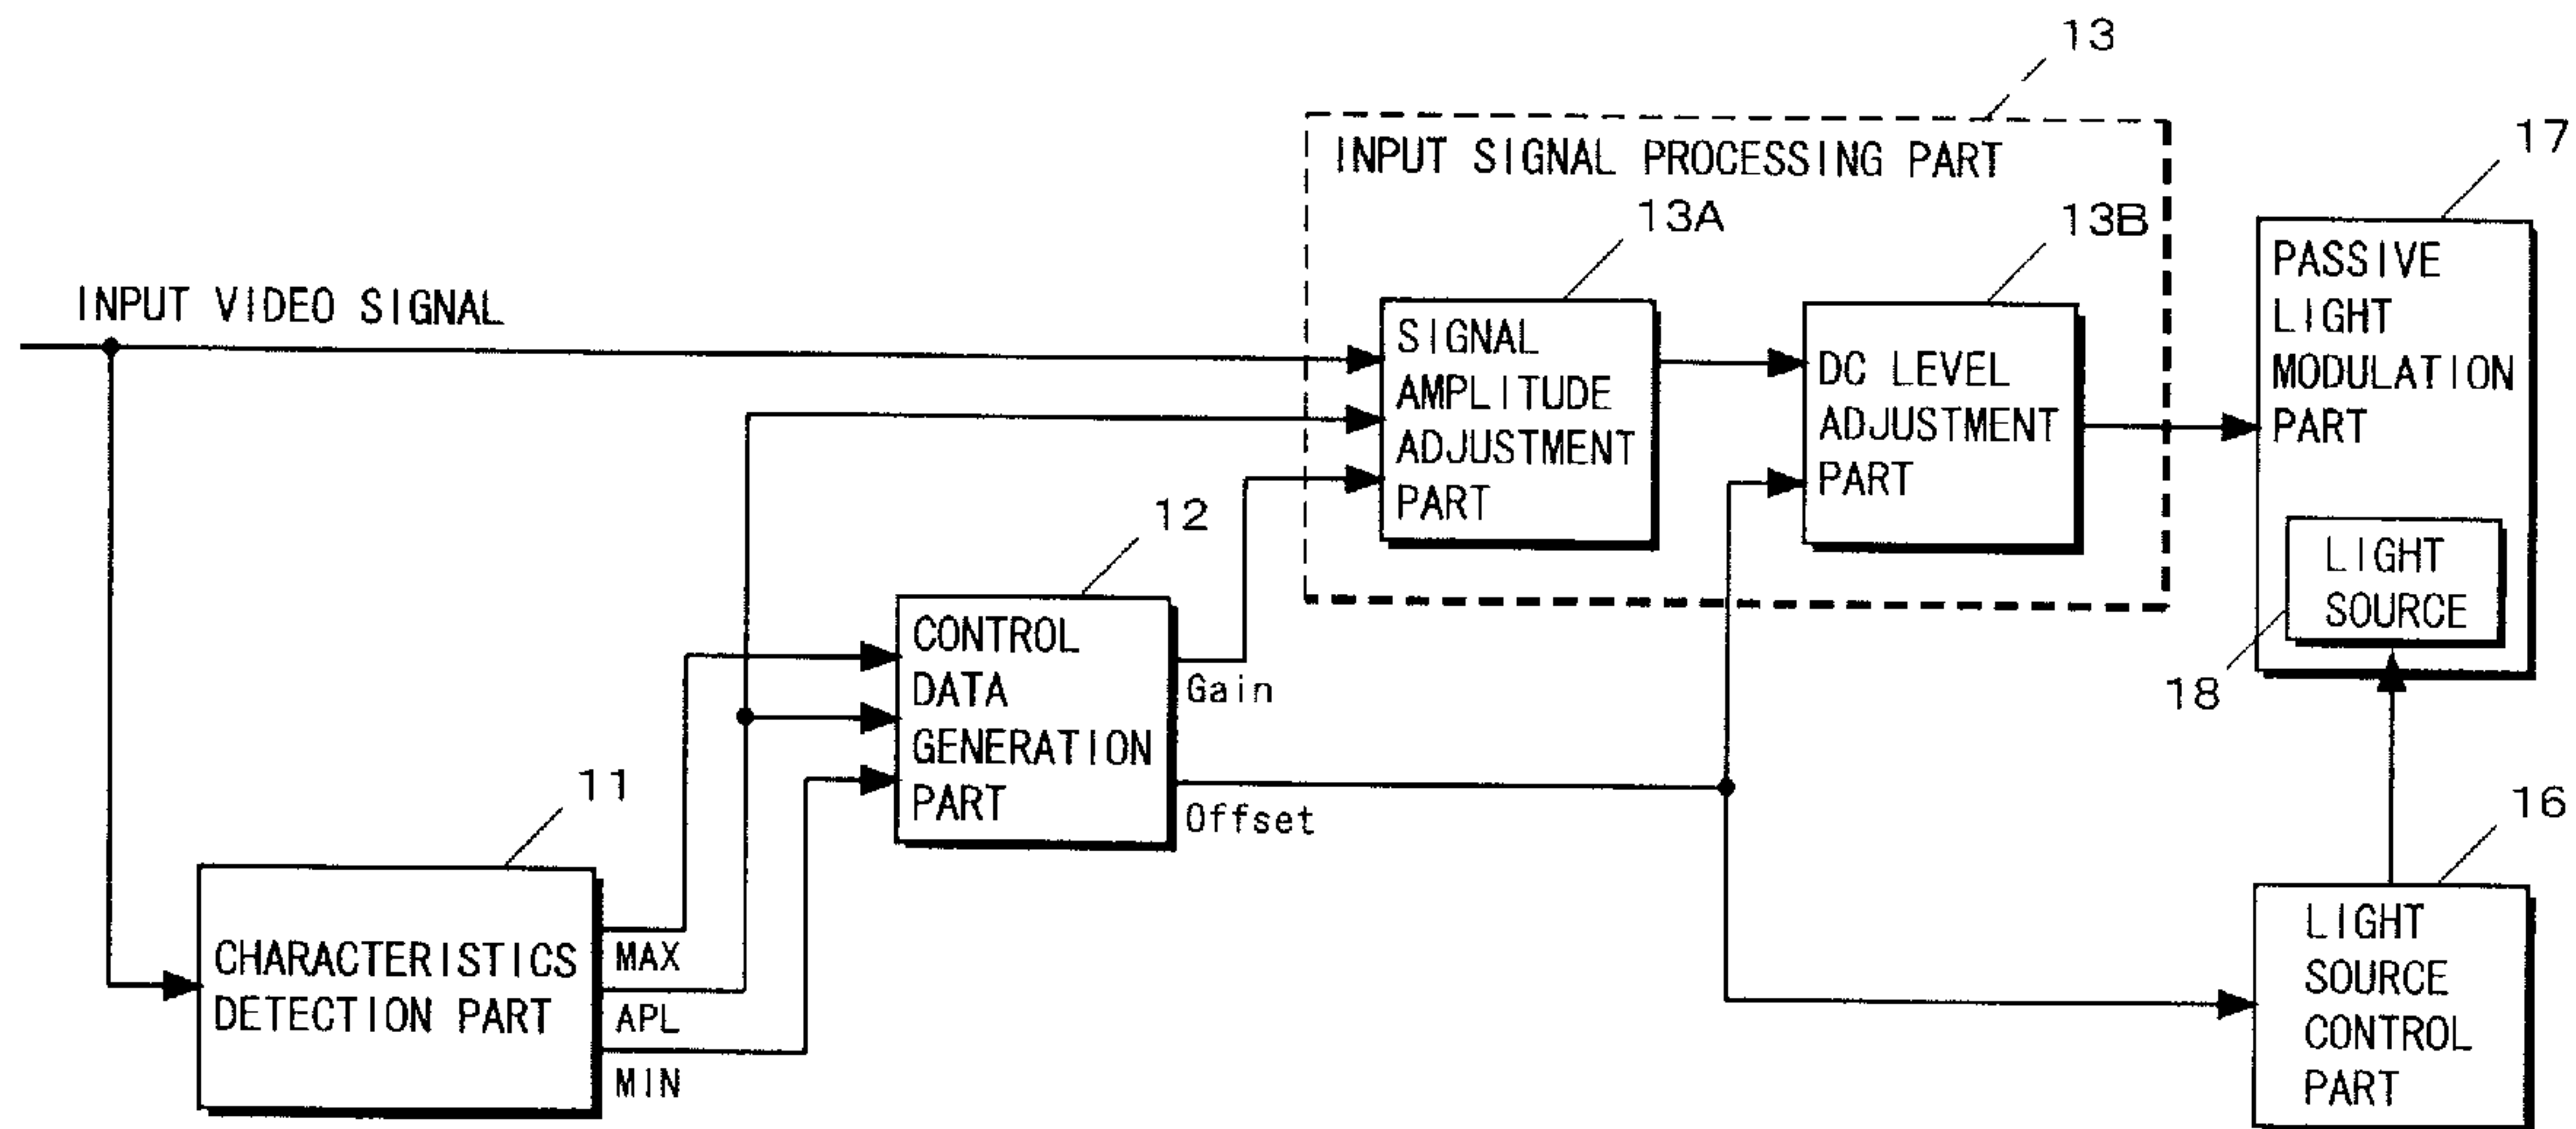 13
INPUT SIGNAL PROCESSING PART
17
13A
13B
INPUT VIDEO SIGNAL
SIGNAL
AMPLITUDE
ADJUSTMENT
PART
DC LEVEL
ADJUSTMENT
PART
PASSIVE
LIGHT
MODULATION
PART
LIGHT
SOURCE
18
12
CONTROL
DATA
GENERATION
PART
Gain
Offset
11
CHARACTERISTICS
DETECTION PART
MAX
APL
MIN
16
LIGHT
SOURCE
CONTROL
PART